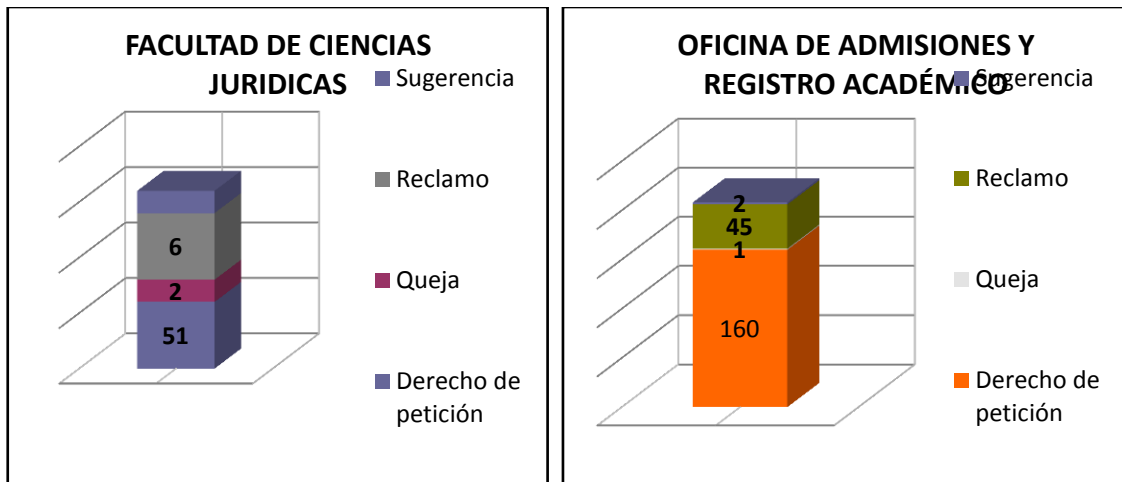 FACULTAD DE CIENCIAS
JURIDICAS
Sugerencia
Reclamo
Queja
Derecho de
petición
6
2
51
OFICINA DE ADMISIONES Y
REGISTRO ACADÉMICO
Sugerencia
Reclamo
Queja
Derecho de
petición
2
45
1
160